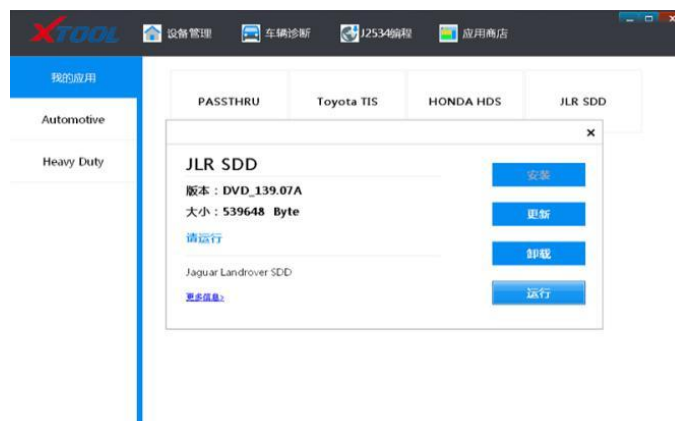 XTOOL 设备管理 车辆诊断 J2534编程 应用商店
我的应用
Automotive
Heavy Duty
PASSTHRU Toyota TIS HONDA HDS JLR SDD
JLR SDD
版本：DVD_139.07A
大小：539648 Byte
请运行
Jaguar Landrover SDD
更多信息>
安装
更新
卸载
运行